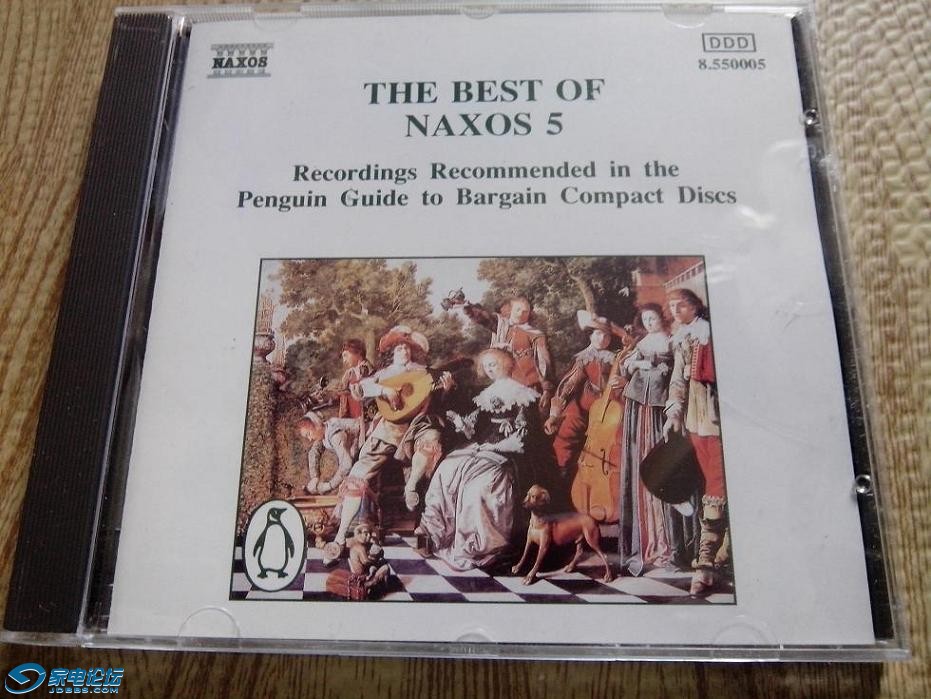 NAXOS
DDD
8.550005
THE BEST OF
NAXOS 5
Recordings Recommended in the
Penguin Guide to Bargain Compact Discs
家电论坛
JDBBS.COM